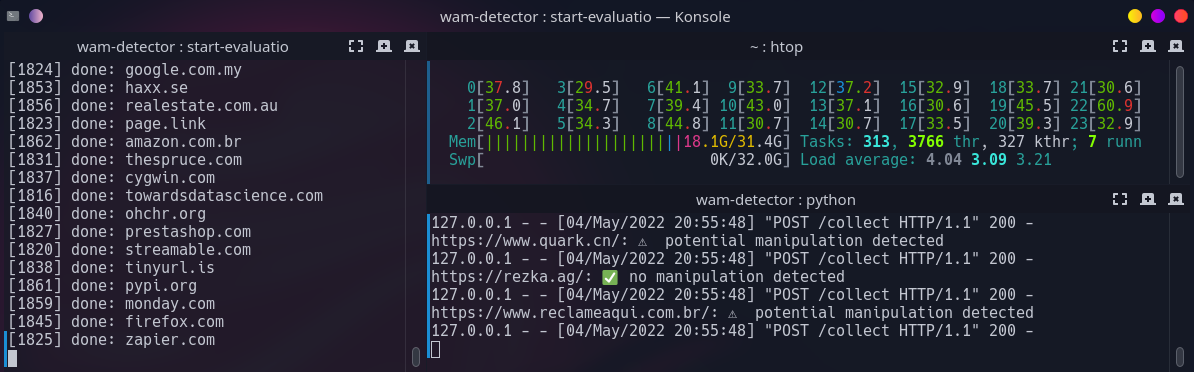 wam-detector : start-evaluatio — Konsole
wam-detector : start-evaluatio
[1824] done: google.com.my
[1853] done: haxx.se
[1856] done: realestate.com.au
[1823] done: page.link
[1862] done: amazon.com.br
[1831] done: thespruce.com
[1837] done: cygwin.com
[1816] done: towardsdatascience.com
[1840] done: ohchr.org
[1827] done: prestashop.com
[1820] done: streamable.com
[1838] done: tinyurl.is
[1861] done: pypi.org
[1859] done: monday.com
[1845] done: firefox.com
[1825] done: zapier.com
~ : htop
0[37.8] 3[29.5] 6[41.1] 9[33.7] 12[37.2] 15[32.9] 18[33.7] 21[30.6]
1[37.0] 4[34.7] 7[39.4] 10[43.0] 13[37.1] 16[30.6] 19[45.5] 22[60.9]
2[46.1] 5[34.3] 8[44.8] 11[30.7] 14[30.7] 17[33.5] 20[39.3] 23[32.9]
Mem[||||||||||||||||||||||18.1G/31.4G] Tasks: 313, 3766 thr, 327 kthr; 7 runn
Swp[ 0K/32.0G] Load average: 4.04 3.09 3.21
wam-detector : python
127.0.0.1 - - [04/May/2022 20:55:48] "POST /collect HTTP/1.1" 200 -
https://www.quark.cn/: ⚠ potential manipulation detected
127.0.0.1 - - [04/May/2022 20:55:48] "POST /collect HTTP/1.1" 200 -
https://rezka.ag/: ✅ no manipulation detected
127.0.0.1 - - [04/May/2022 20:55:48] "POST /collect HTTP/1.1" 200 -
https://www.reclameaqui.com.br/: ⚠ potential manipulation detected
127.0.0.1 - - [04/May/2022 20:55:48] "POST /collect HTTP/1.1" 200 -